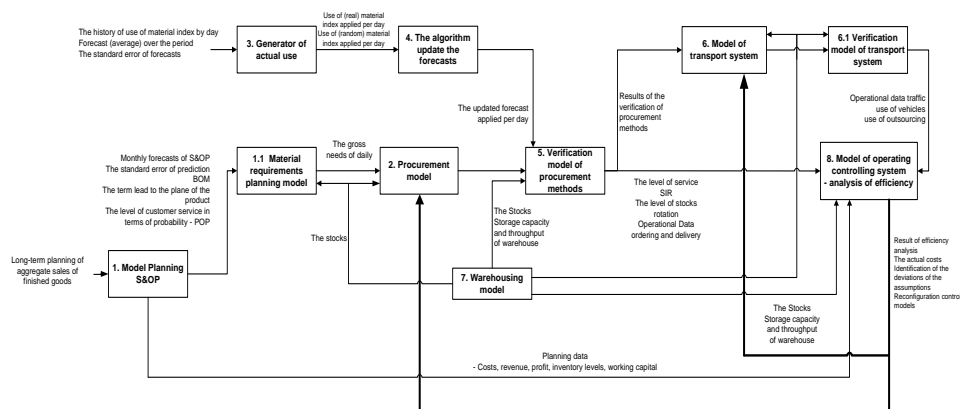 The history of use of material index by day
Forecast (average) over the period
The standard error of forecasts
3. Generator of
actual use
Use of (real) material
index applied per day
Use of (random) material
index applied per day
4. The algorithm
update the
forecasts
6. Model of
transport system
6.1 Verification
model of transport
system
The updated forecast
applied per day
Results of the
verification of
procurement
methods
Operational data traffic
use of vehicles
use of outsourcing
Monthly forecasts of S&OP
The standard error of prediction
BOM
The term lead to the plane of the
product
The level of customer service in
terms of probability - POP
1.1 Material
requirements
planning model
The gross
needs of daily
2. Procurement
model
5. Verification model
of procurement
methods
8. Model of operating
controlling system
- analysis of efficiency
The level of service
SIR
The level of stocks
rotation
Operational Data
ordering and delivery
The stocks
The Stocks
Storage capacity
and throughput
of warehouse
Long-term planning of
aggregate sales of
finished goods
1. Model Planning
S&OP
7. Warehousing
model
Result of efficiency
analysis
The actual costs
Identification of the
deviations of the
assumptions
Reconfiguration contro
models
The Stocks
Storage capacity
and throughput
of warehouse
Planning data
- Costs, revenue, profit, inventory levels, working capital